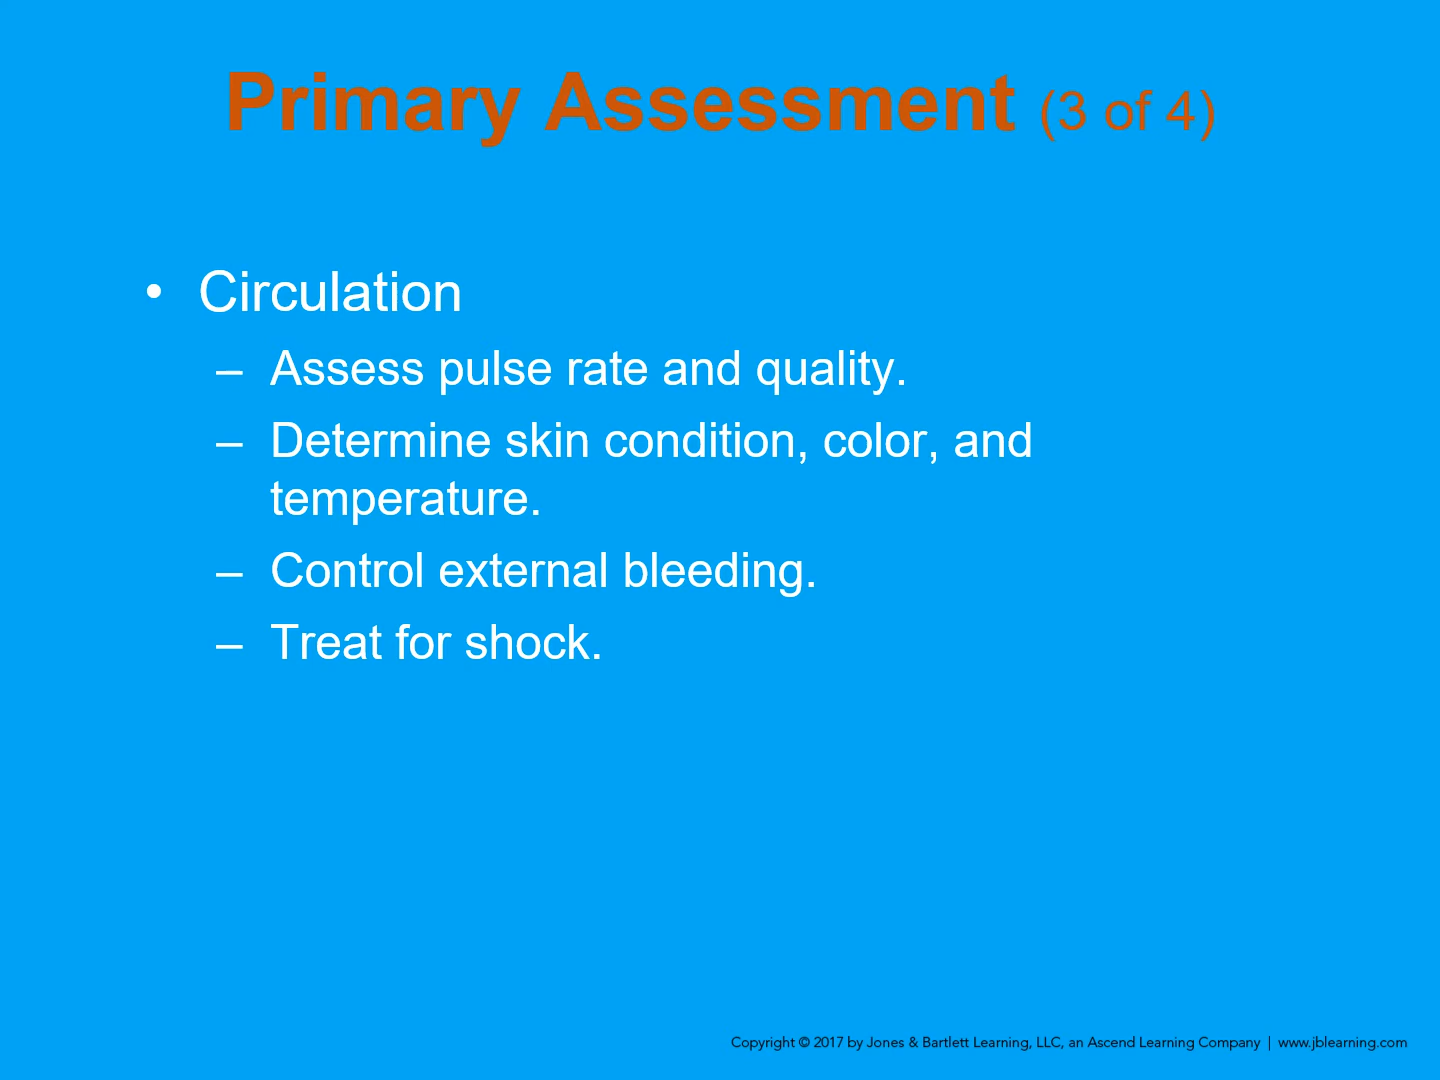 Primary Assessment (3 of 4)
• Circulation
– Assess pulse rate and quality.
– Determine skin condition, color, and
temperature.
– Control external bleeding.
– Treat for shock.
Copyright © 2017 by Jones & Bartlett Learning, LLC, an Ascend Learning Company | www.jblearning.com